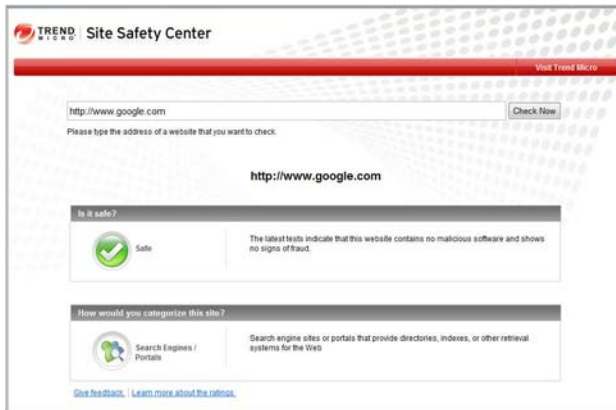 TREND MICRO Site Safety Center
Visit Trend Micro
http://www.google.com Check Now
Please type the address of a website that you want to check.
http://www.google.com
Is it safe?
Safe
The latest tests indicate that this website contains no malicious software and shows
no signs of fraud.
How would you categorize this site?
Search Engines /
Portals
Search engine sites or portals that provide directories, indexes, or other retrieval
systems for the Web
Give feedback. | Learn more about the ratings.